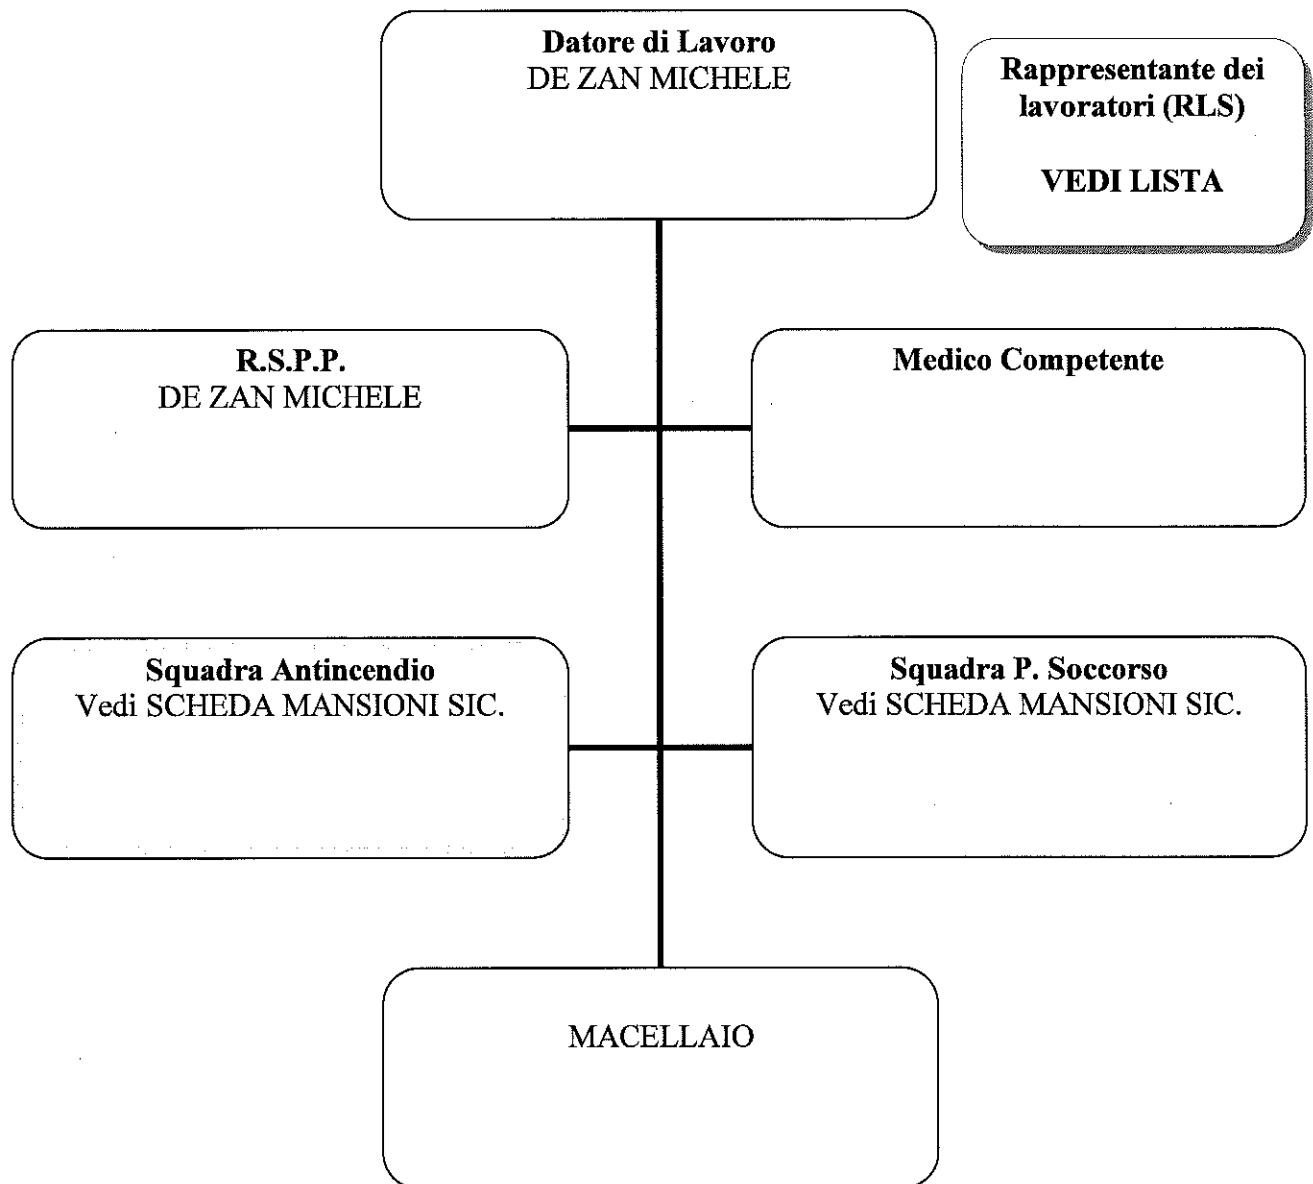 Datore di Lavoro
DE ZAN MICHELE
Rappresentante dei
lavoratori (RLS)
VEDI LISTA
R.S.P.P.
DE ZAN MICHELE
Medico Competente
Squadra Antincendio
Vedi SCHEDA MANSIONI SIC.
Squadra P. Soccorso
Vedi SCHEDA MANSIONI SIC.
MACELLAIO